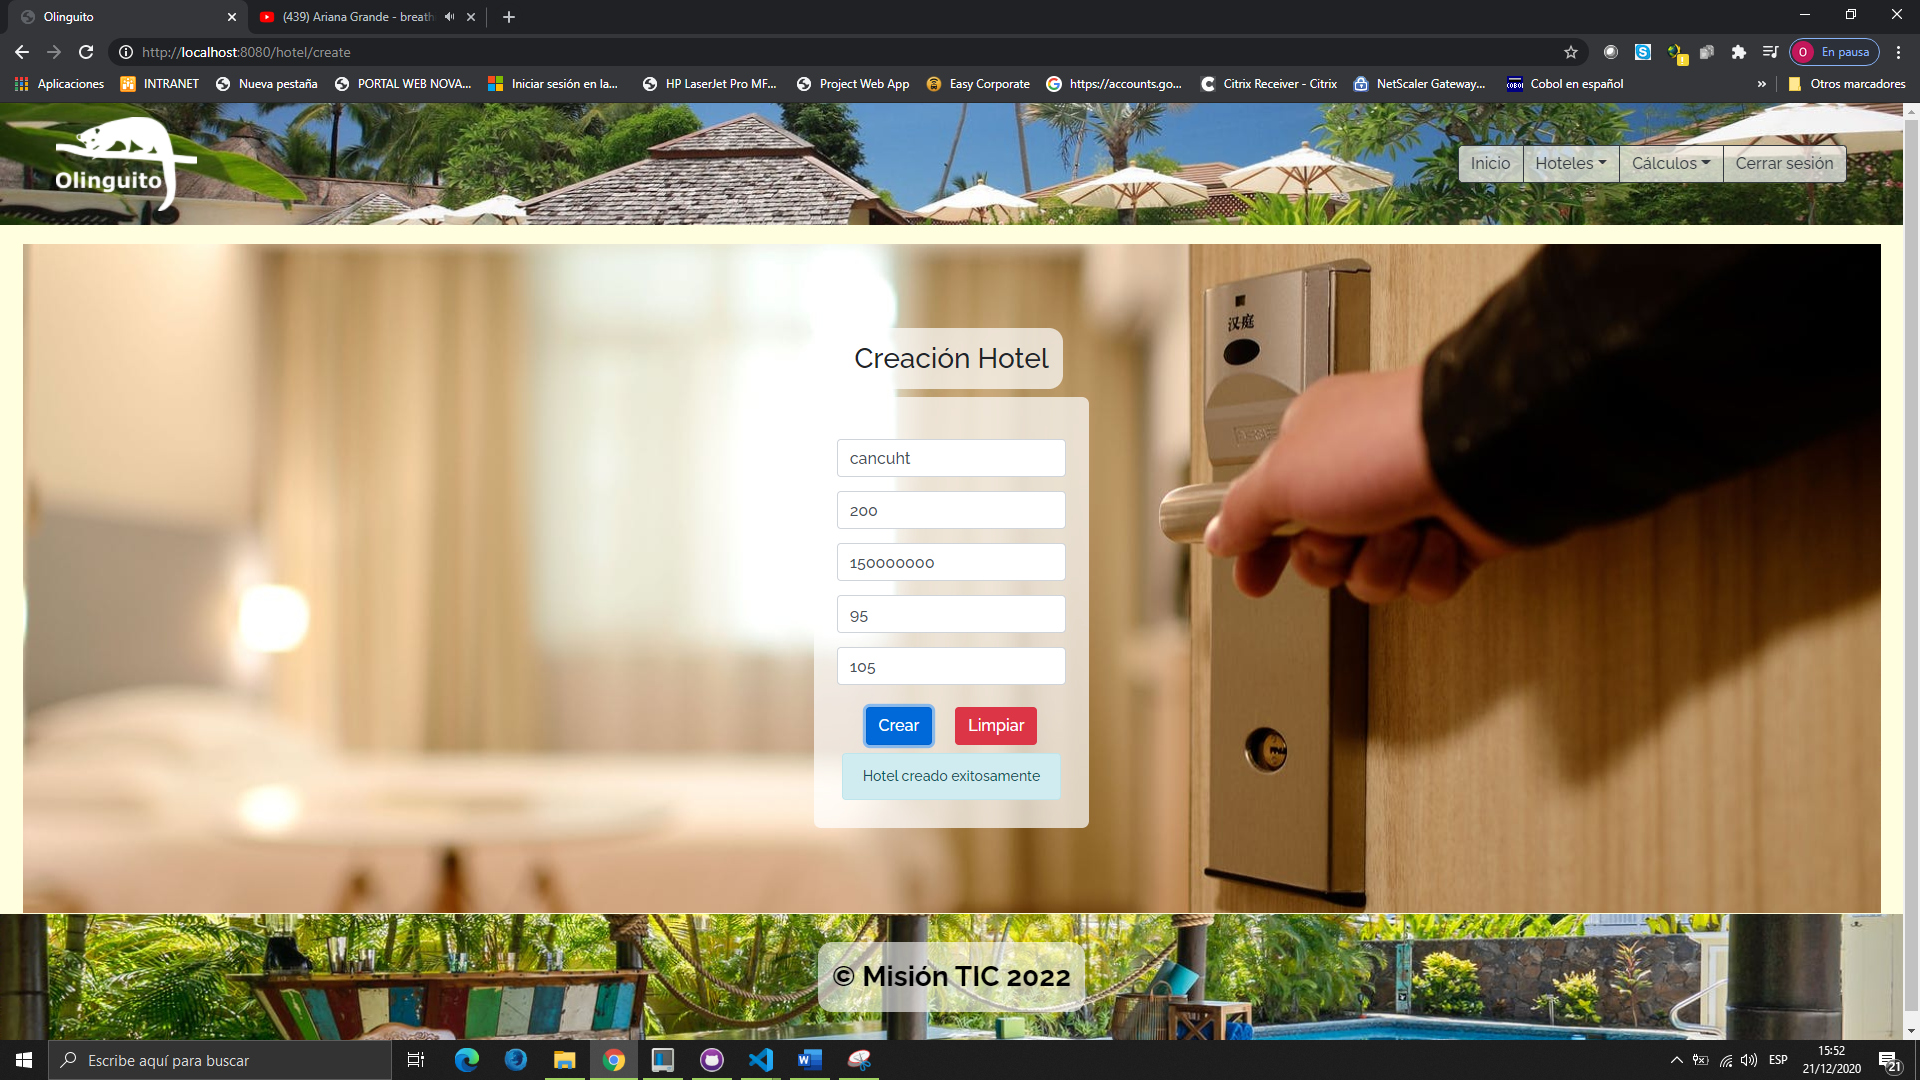 Olinguito
(439) Ariana Grande - breath
http://localhost:8080/hotel/create
O
En pausa
Aplicaciones
INTRANET
Nueva pestaña
PORTAL WEB NOVA...
Iniciar sesión en la...
HP LaserJet Pro MF...
Project Web App
Easy Corporate
https://accounts.go...
Citrix Receiver - Citrix
NetScaler Gateway...
COBOL
Cobol en español
»
Otros marcadores
Olinguito
Inicio
Hoteles
Cálculos
Cerrar sesión
汉庭
Creación Hotel
cancuht
200
150000000
95
105
Crear
Limpiar
Hotel creado exitosamente
© Misión TIC 2022
Escribe aquí para buscar
ESP
15:52
21/12/2020
21